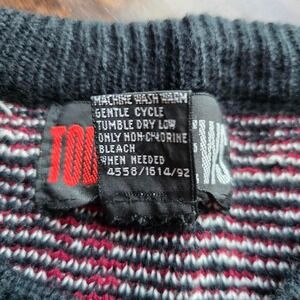 MACHINE WASH WARM
GENTLE CYCLE
TUMBLE DRY LOW
ONLY NON-CHLORINE
BLEACH
WHEN NEEDED
4558/1614/92